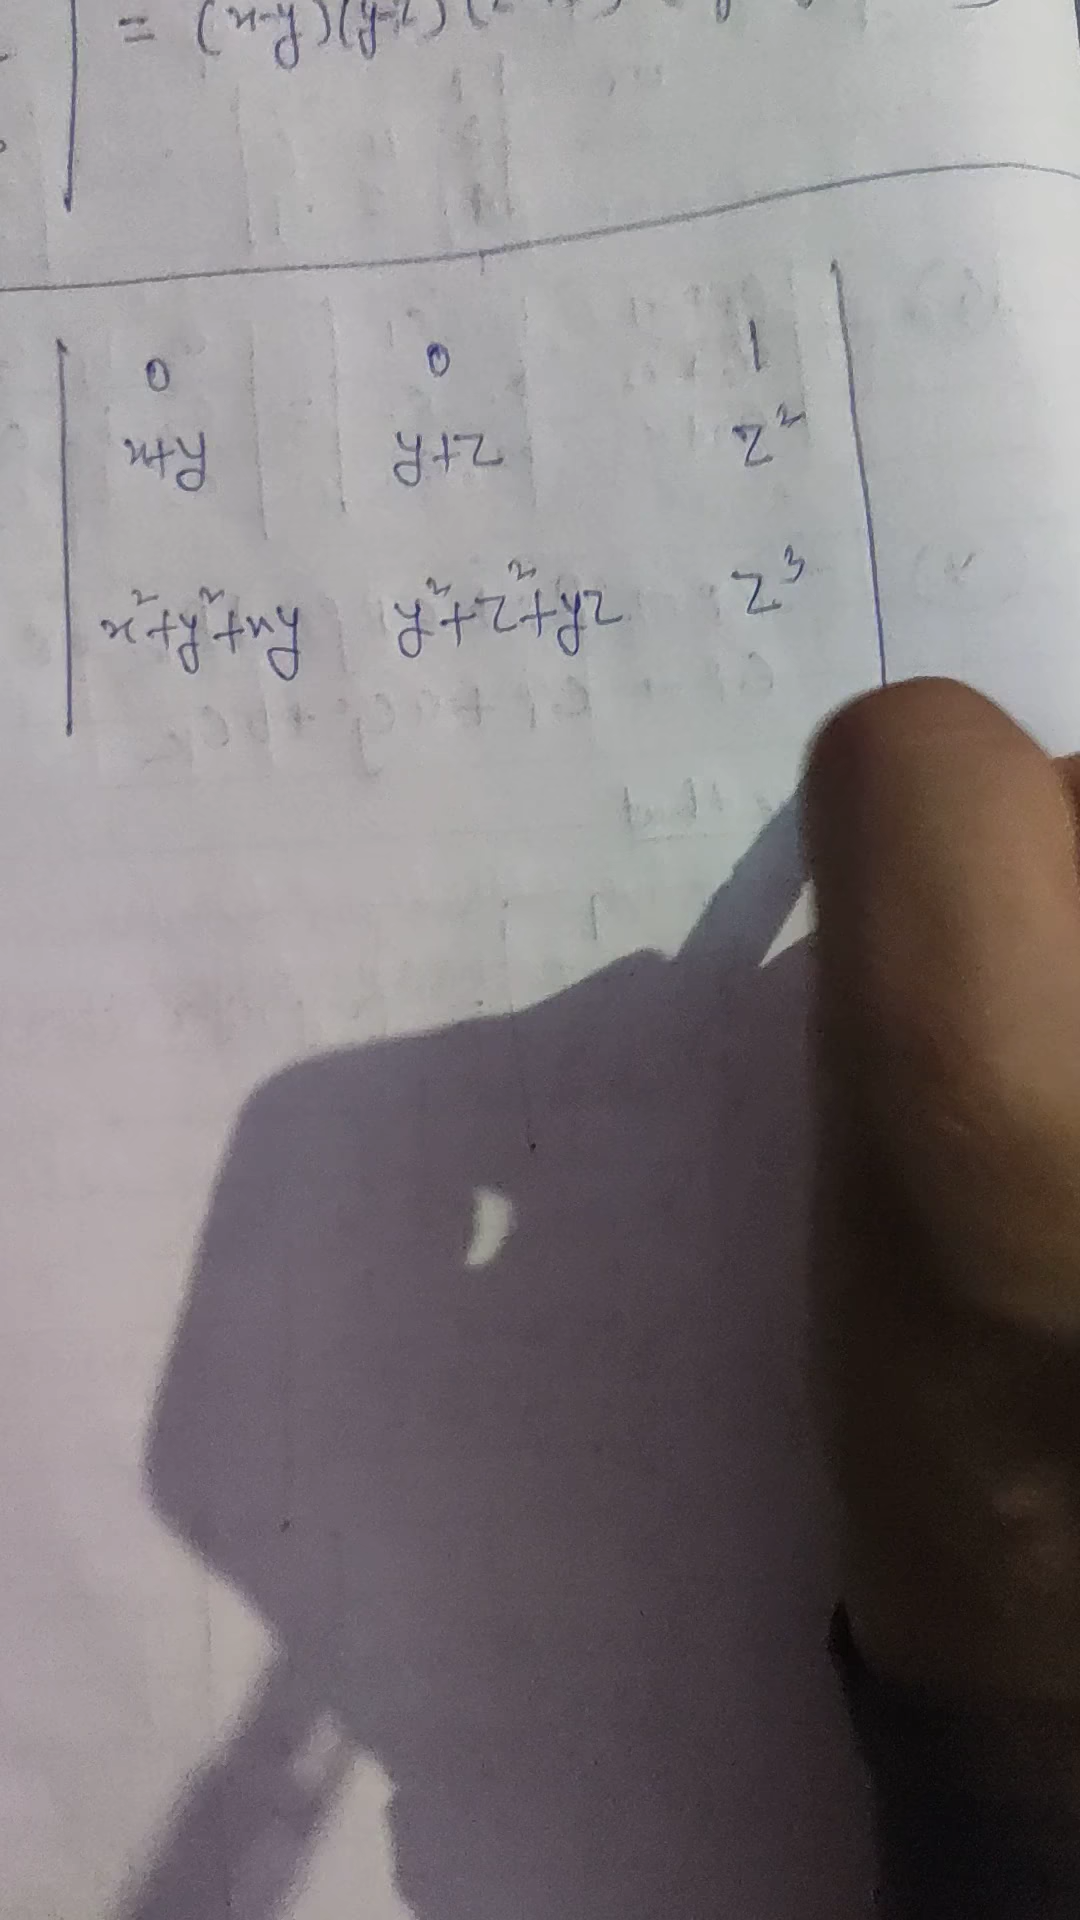 = (x-y)(y-z)
0 0 1
x+y y+z z²
x²+y²+xy y²+z²+yz z³